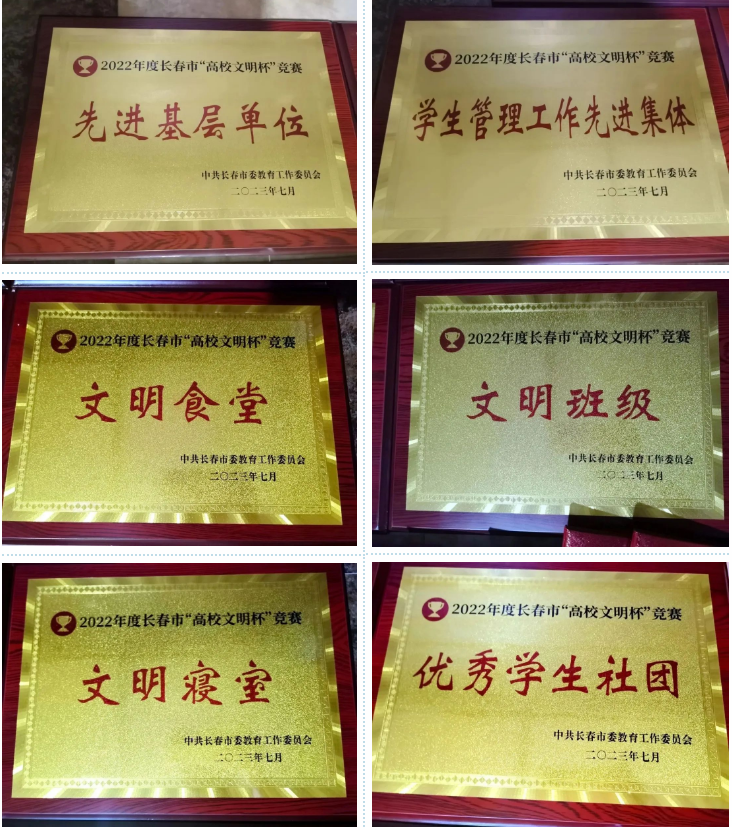 2022年度长春市“高校文明杯”竞赛
先进基层单位
中共长春市委教育工作委员会
二〇二三年七月
2022年度长春市“高校文明杯”竞赛
学生管理工作先进集体
中共长春市委教育工作委员会
二〇二三年七月
2022年度长春市“高校文明杯”竞赛
文明食堂
中共长春市委教育工作委员会
二〇二三年七月
2022年度长春市“高校文明杯”竞赛
文明班级
中共长春市委教育工作委员会
二〇二三年七月
2022年度长春市“高校文明杯”竞赛
文明寝室
中共长春市委教育工作委员会
二〇二三年七月
2022年度长春市“高校文明杯”竞赛
优秀学生社团
中共长春市委教育工作委员会
二〇二三年七月